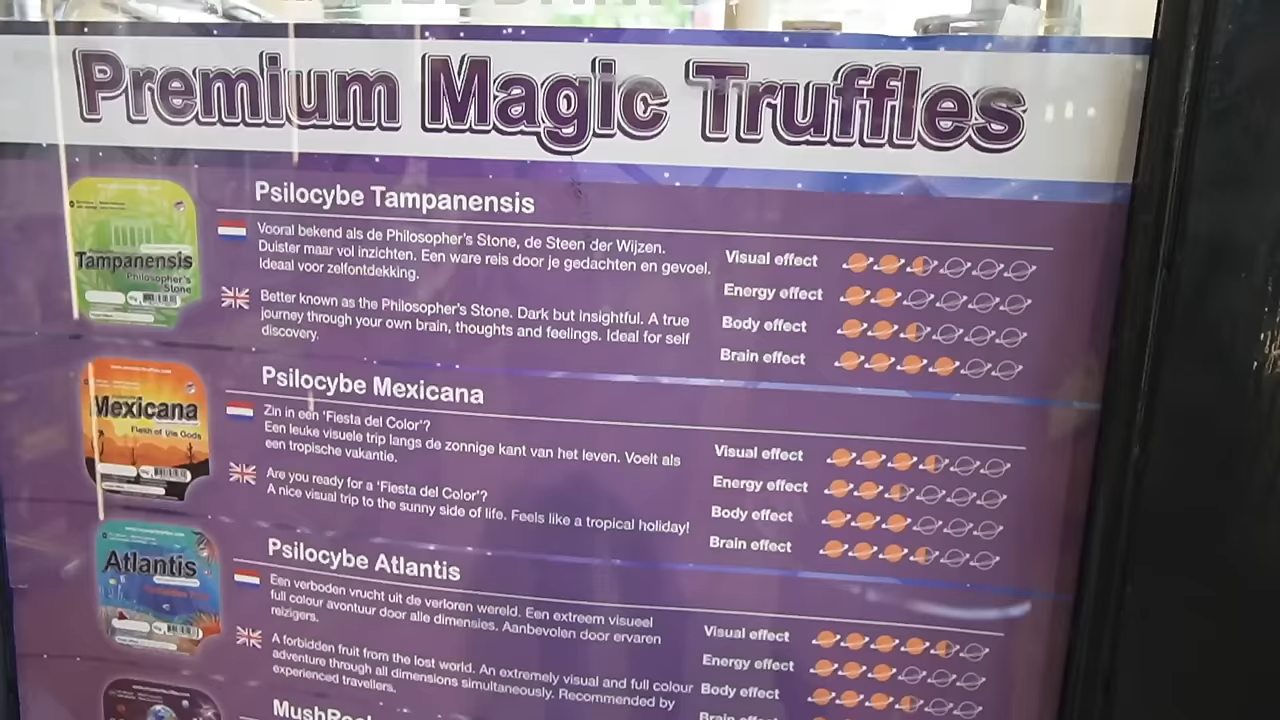 Premium Magic Truffles
Psilocybe Tampanensis
Vooral bekend als de Philosopher's Stone, de Steen der Wijzen.
Duister maar vol inzichten. Een ware reis door je gedachten en gevoel.
Ideaal voor zelfontdekking.
Better known as the Philosopher's Stone. Dark but insightful. A true
journey through your own brain, thoughts and feelings. Ideal for self
discovery.
Visual effect
Energy effect
Body effect
Brain effect
Tampanensis
Philosopher's
Stone
Psilocybe Mexicana
Zin in een 'Fiesta del Color'?
Een leuke visuele trip langs de zonnige kant van het leven. Voelt als
een tropische vakantie.
Are you ready for a 'Fiesta del Color'?
A nice visual trip to the sunny side of life. Feels like a tropical holiday!
Visual effect
Energy effect
Body effect
Brain effect
Mexicana
Flesh of the Gods
Psilocybe Atlantis
Een verboden vrucht uit de verloren wereld. Een extreem visueel
full colour avontuur door alle dimensies. Aanbevolen door ervaren
reizigers.
A forbidden fruit from the lost world. An extremely visual and full colour
adventure through all dimensions simultaneously. Recommended by
experienced travellers.
Visual effect
Energy effect
Body effect
Brain
Atlantis